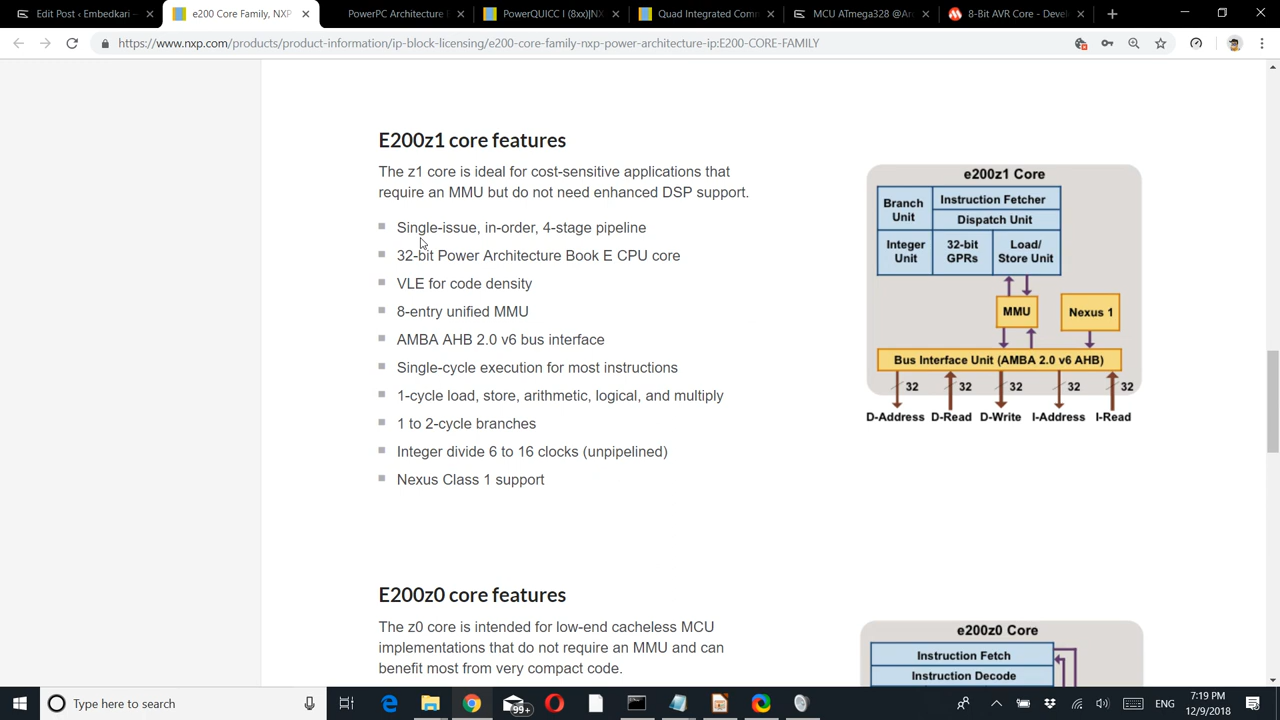 Edit Post ‹ Embedkari -
e200 Core Family, NXP
PowerPC Architecture
PowerQUICC I (8xx)|NX
Quad Integrated Com
MCU ATmega328 @Ar
8-Bit AVR Core - Devel
https://www.nxp.com/products/product-information/ip-block-licensing/e200-core-family-nxp-power-architecture-ip:E200-CORE-FAMILY
E200z1 core features
The z1 core is ideal for cost-sensitive applications that
require an MMU but do not need enhanced DSP support.
Single-issue, in-order, 4-stage pipeline
32-bit Power Architecture Book E CPU core
VLE for code density
8-entry unified MMU
AMBA AHB 2.0 v6 bus interface
Single-cycle execution for most instructions
1-cycle load, store, arithmetic, logical, and multiply
1 to 2-cycle branches
Integer divide 6 to 16 clocks (unpipelined)
Nexus Class 1 support
e200z1 Core
Branch
Unit
Instruction Fetcher
Dispatch Unit
Integer
Unit
32-bit
GPRs
Load/
Store Unit
MMU
Nexus 1
Bus Interface Unit (AMBA 2.0 v6 AHB)
32 32 32 32 32
D-Address D-Read D-Write I-Address I-Read
E200z0 core features
The z0 core is intended for low-end cacheless MCU
implementations that do not require an MMU and can
benefit most from very compact code.
e200z0 Core
Instruction Fetch
Instruction Decode
Type here to search
99+
ENG
7:19 PM
12/9/2018